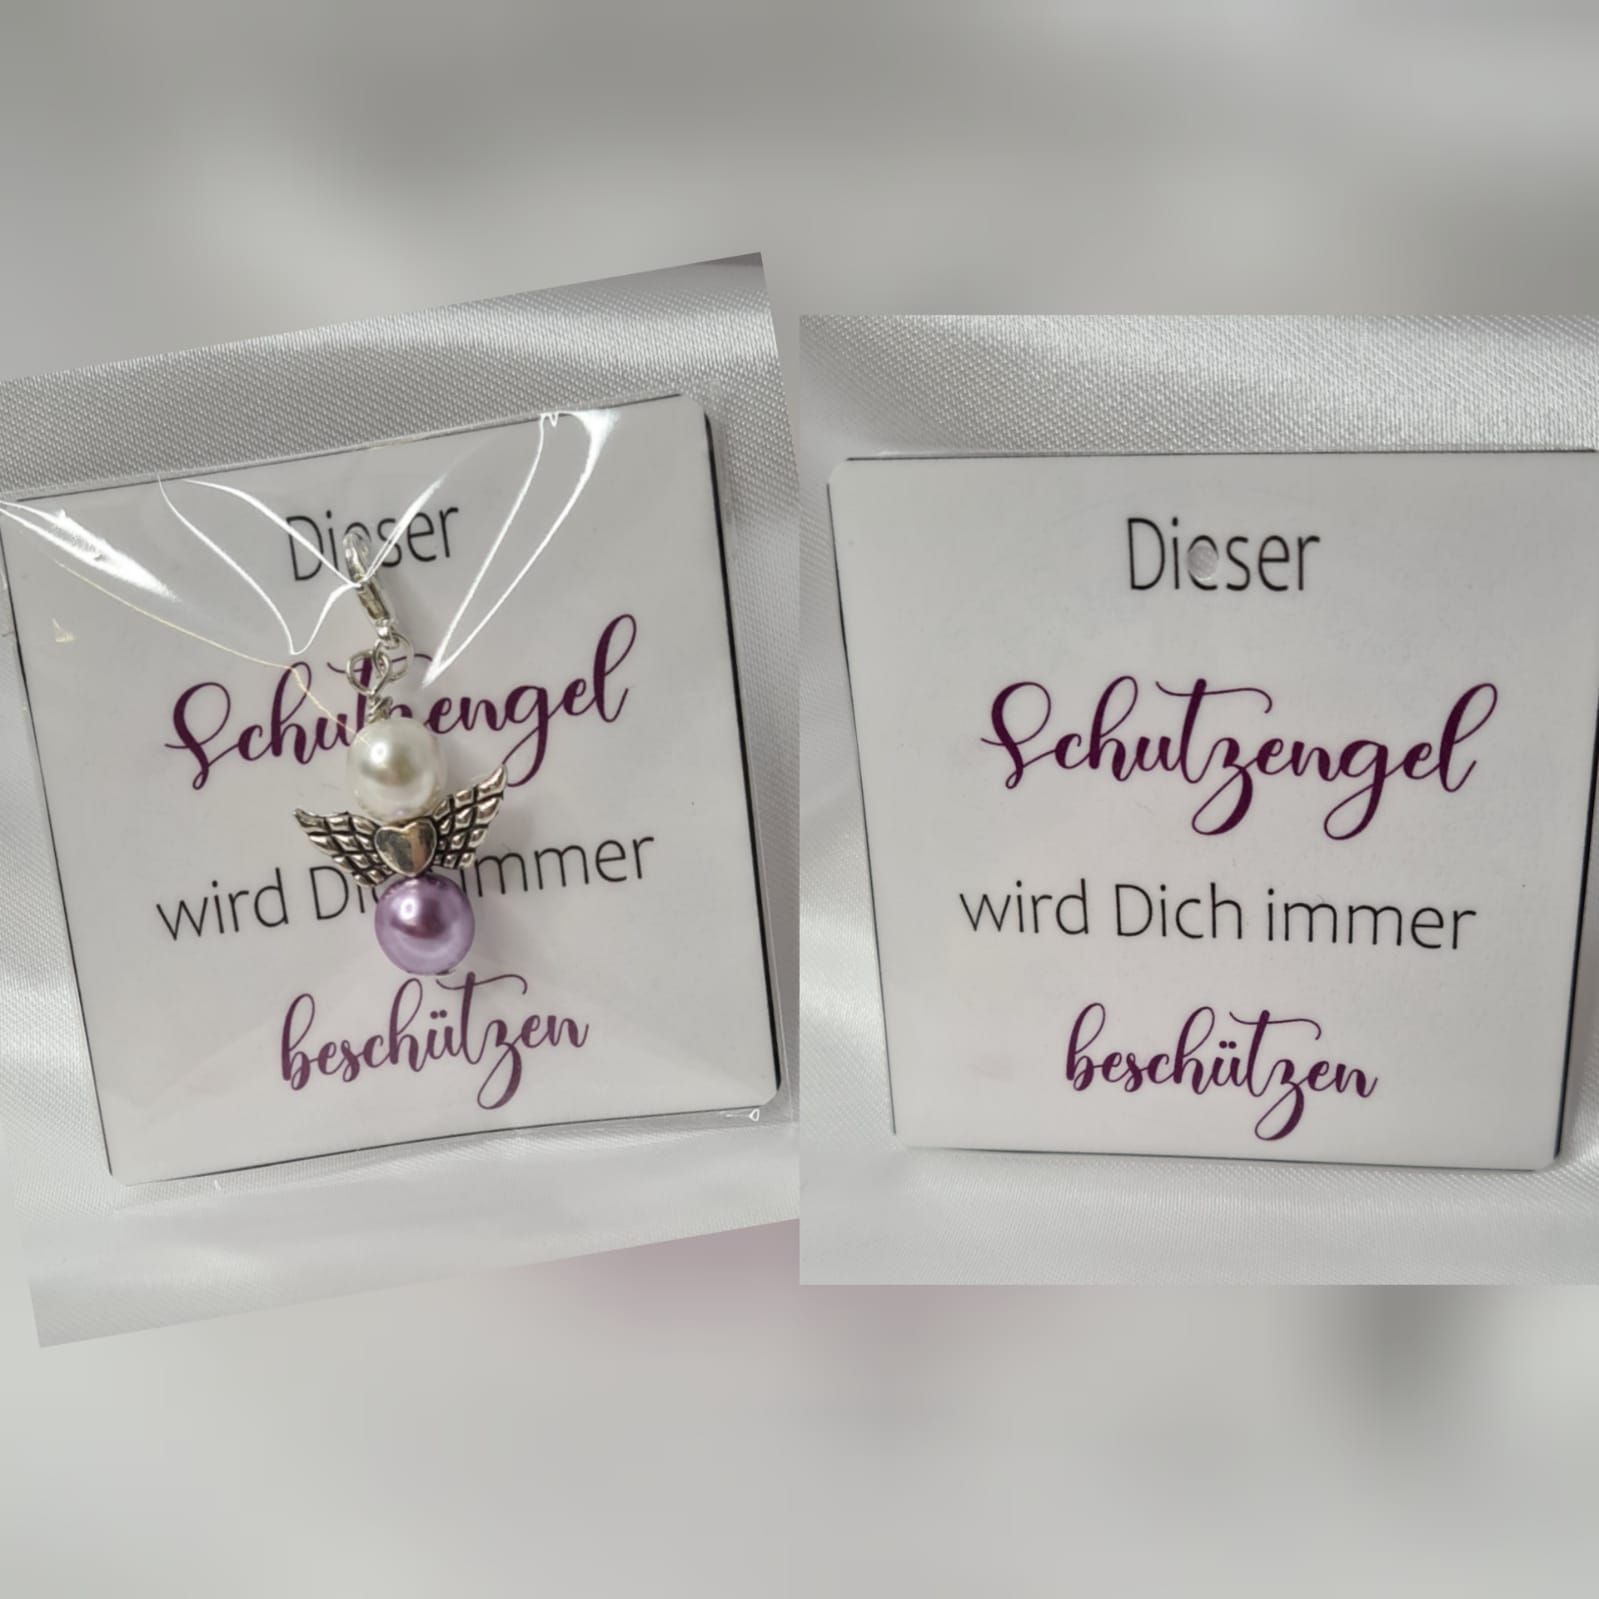 Dieser
Schutzengel
wird Dich immer
beschützen
Dieser
Schutzengel
wird Dich immer
beschützen